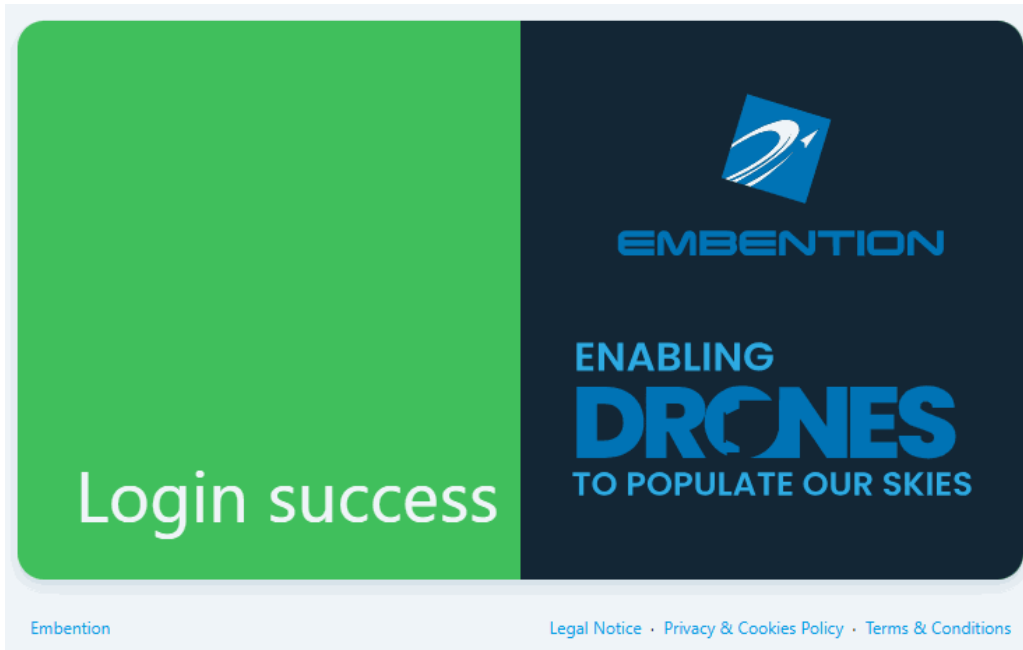 Login success
EMBENTION
ENABLING
DRONES
TO POPULATE OUR SKIES
Embention
Legal Notice · Privacy & Cookies Policy · Terms & Conditions